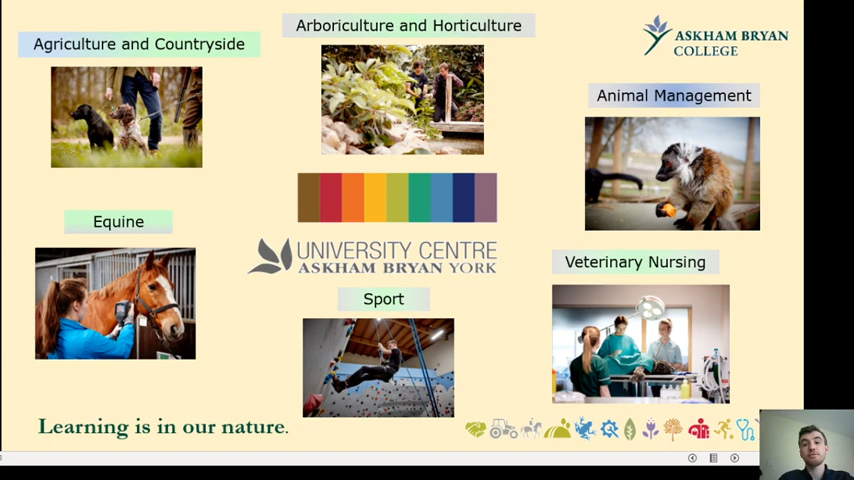 Arboriculture and Horticulture
Agriculture and Countryside
ASKHAM BRYAN
COLLEGE
Animal Management
Equine
UNIVERSITY CENTRE
ASKHAM BRYAN YORK
Veterinary Nursing
Sport
Learning is in our nature.